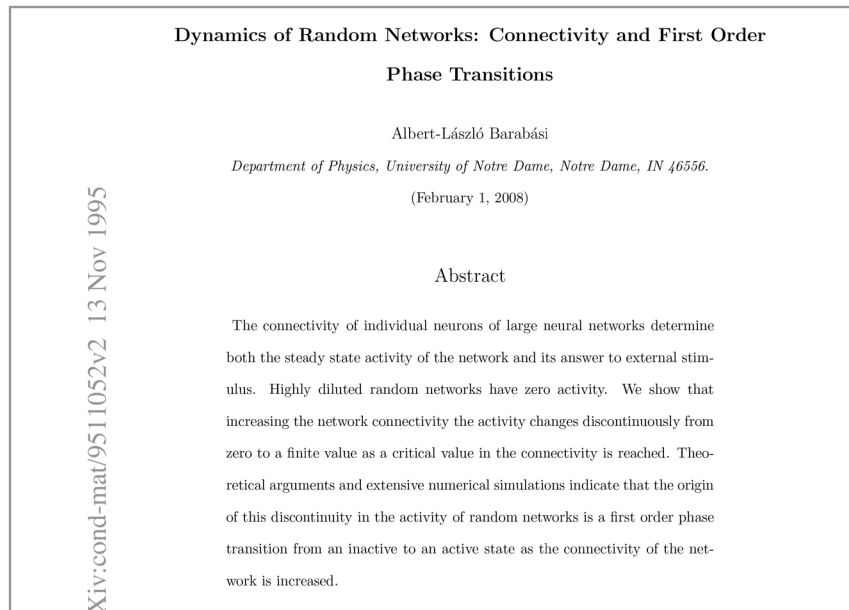 Dynamics of Random Networks: Connectivity and First Order
Phase Transitions
Albert-László Barabási
Department of Physics, University of Notre Dame, Notre Dame, IN 46556.
(February 1, 2008)
Abstract
The connectivity of individual neurons of large neural networks determine
both the steady state activity of the network and its answer to external stim-
ulus. Highly diluted random networks have zero activity. We show that
increasing the network connectivity the activity changes discontinuously from
zero to a finite value as a critical value in the connectivity is reached. Theo-
retical arguments and extensive numerical simulations indicate that the origin
of this discontinuity in the activity of random networks is a first order phase
transition from an inactive to an active state as the connectivity of the net-
work is increased.
Xiv:cond-mat/9511052v2 13 Nov 1995